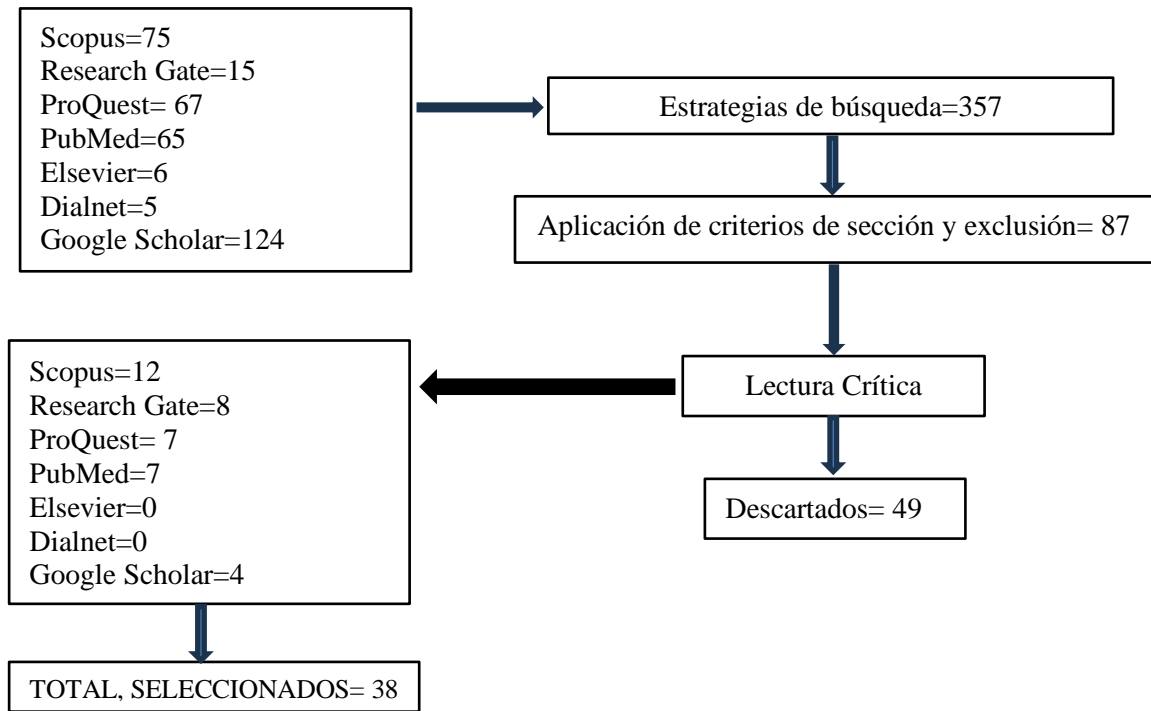 Scopus=75
Research Gate=15
ProQuest= 67
PubMed=65
Elsevier=6
Dialnet=5
Google Scholar=124
Estrategias de búsqueda=357
Aplicación de criterios de sección y exclusión= 87
Lectura Crítica
Descartados= 49
Scopus=12
Research Gate=8
ProQuest= 7
PubMed=7
Elsevier=0
Dialnet=0
Google Scholar=4
TOTAL, SELECCIONADOS= 38